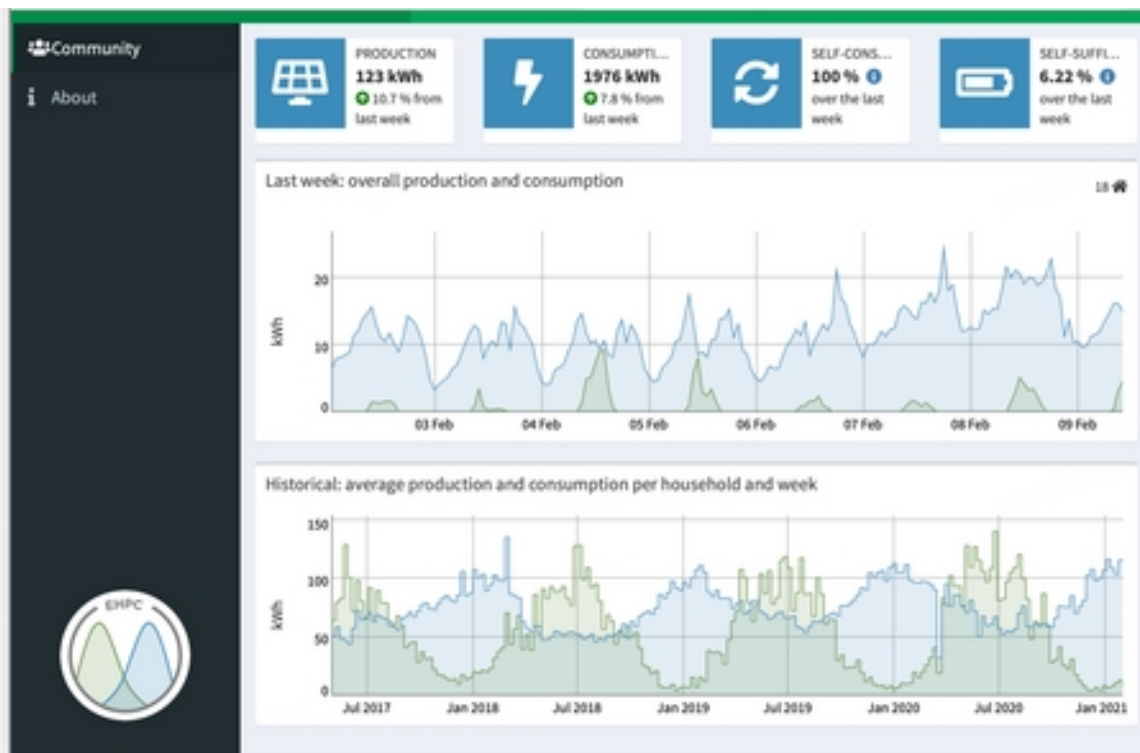 Community
About
PRODUCTION
123 kWh
10.7 % from
last week
CONSUMPTI...
1976 kWh
7.8 % from
last week
SELF-CONS...
100 %
over the last
week
SELF-SUFFI...
6.22 %
over the last
week
Last week: overall production and consumption
18
20
10
0
kWh
03 Feb 04 Feb 05 Feb 06 Feb 07 Feb 08 Feb 09 Feb
Historical: average production and consumption per household and week
150
100
50
0
kWh
Jul 2017 Jan 2018 Jul 2018 Jan 2019 Jul 2019 Jan 2020 Jul 2020 Jan 2021
EHPC